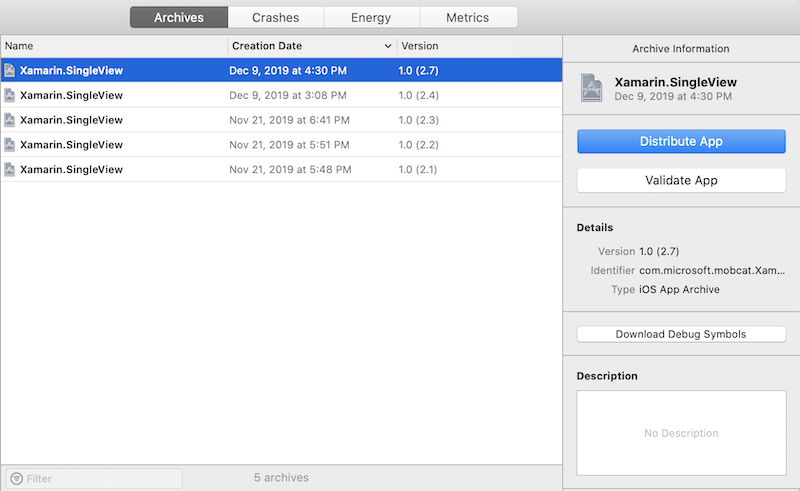 Archives Crashes Energy Metrics
Name Creation Date Version
Xamarin.SingleView Dec 9, 2019 at 4:30 PM 1.0 (2.7)
Xamarin.SingleView Dec 9, 2019 at 3:08 PM 1.0 (2.4)
Xamarin.SingleView Nov 21, 2019 at 6:41 PM 1.0 (2.3)
Xamarin.SingleView Nov 21, 2019 at 5:51 PM 1.0 (2.2)
Xamarin.SingleView Nov 21, 2019 at 5:48 PM 1.0 (2.1)
Filter
5 archives
Archive Information
Xamarin.SingleView
Dec 9, 2019 at 4:30 PM
Distribute App
Validate App
Details
Version 1.0 (2.7)
Identifier com.microsoft.mobcat.Xam...
Type iOS App Archive
Download Debug Symbols
Description
No Description